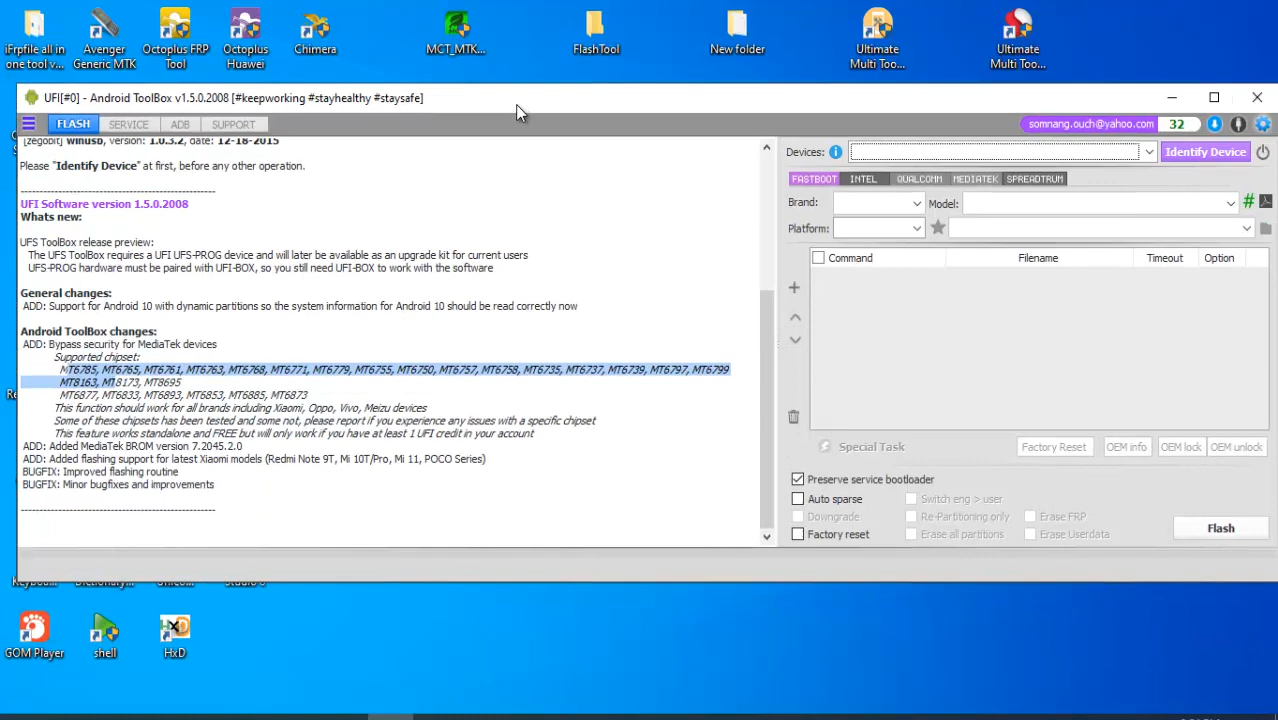 iFrpfile all in one tool v...
Avenger Generic MTK
Octoplus FRP Tool
Octoplus Huawei
Chimera
MCT_MTK...
FlashTool
New folder
Ultimate Multi Too...
Ultimate Multi Too...
UFI[#0] - Android ToolBox v1.5.0.2008 [#keepworking #stayhealthy #staysafe]
FLASH SERVICE ADB SUPPORT
somnang.ouch@yahoo.com 32
[zegobit] winusb, version: 1.0.3.2, date: 12-18-2015
Please "Identify Device" at first, before any other operation.
--------------------------------------------------
UFI Software version 1.5.0.2008
Whats new:
UFS ToolBox release preview:
The UFS ToolBox requires a UFI UFS-PROG device and will later be available as an upgrade kit for current users
UFS-PROG hardware must be paired with UFI-BOX, so you still need UFI-BOX to work with the software
General changes:
ADD: Support for Android 10 with dynamic partitions so the system information for Android 10 should be read correctly now
Android ToolBox changes:
ADD: Bypass security for MediaTek devices
Supported chipset:
MT6785, MT6765, MT6761, MT6763, MT6768, MT6771, MT6779, MT6755, MT6750, MT6757, MT6758, MT6735, MT6737, MT6739, MT6797, MT6799
MT8163, MT8173, MT8695
MT6877, MT6833, MT6893, MT6853, MT6885, MT6873
This function should work for all brands including Xiaomi, Oppo, Vivo, Meizu devices
Some of these chipsets has been tested and some not, please report if you experience any issues with a specific chipset
This feature works standalone and FREE but will only work if you have at least 1 UFI credit in your account
ADD: Added MediaTek BROM version 7.2045.2.0
ADD: Added flashing support for latest Xiaomi models (Redmi Note 9T, Mi 10T/Pro, Mi 11, POCO Series)
BUGFIX: Improved flashing routine
BUGFIX: Minor bugfixes and improvements
--------------------------------------------------
Devices: Identify Device
FASTBOOT INTEL QUALCOMM MEDIATEK SPREADTRUM
Brand: Model: #
Platform:
Command Filename Timeout Option
Special Task Factory Reset OEM info OEM lock OEM unlock
Preserve service bootloader
Auto sparse Switch eng > user
Downgrade Re-Partitioning only Erase FRP
Factory reset Erase all partitions Erase Userdata
Flash
GOM Player
shell
HxD